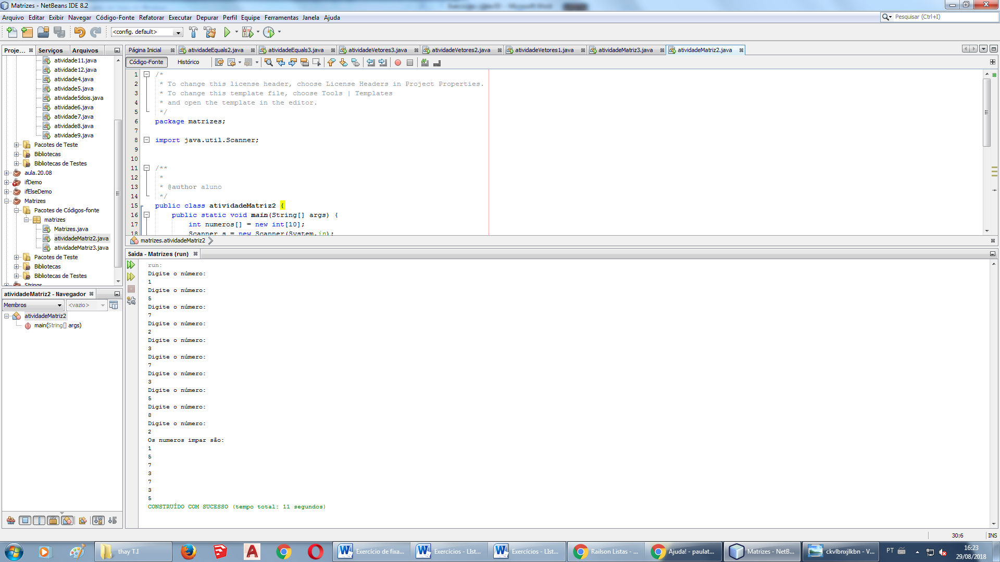 Matrizes - NetBeans IDE 8.2
Arquivo Editar Exibir Navegar Código-Fonte Refatorar Executar Depurar Perfil Equipe Ferramentas Janela Ajuda
Pesquisar (Ctrl+I)
<config. default>
Proje... Serviços Arquivos
Página Inicial atividadeEquals2.java atividadeEquals3.java atividadeVetores3.java atividadeVetores2.java atividadeVetores1.java atividadeMatriz3.java atividadeMatriz2.java
Código-Fonte Histórico
atividade11.java
atividade12.java
atividade4.java
atividade5.java
atividade5dois.java
atividade6.java
atividade7.java
atividade8.java
atividade9.java
Pacotes de Teste
Bibliotecas
Bibliotecas de Testes
aula.20.08
ifDemo
ifElseDemo
Matrizes
Pacotes de Códigos-fonte
matrizes
Matrizes.java
atividadeMatriz2.java
atividadeMatriz3.java
Pacotes de Teste
Bibliotecas
Bibliotecas de Testes
Strings
1 /*
2 * To change this license header, choose License Headers in Project Properties.
3 * To change this template file, choose Tools | Templates
4 * and open the template in the editor.
5 */
6 package matrizes;
7
8 import java.util.Scanner;
9
10
11 /**
12 *
13 * @author aluno
14 */
15 public class atividadeMatriz2 {
16 public static void main(String[] args) {
17 int numeros[] = new int[10];
18 Scanner s = new Scanner(System.in);
matrizes.atividadeMatriz2
atividadeMatriz2 - Navegador
Membros <vazio>
atividadeMatriz2
main(String[] args)
Saída - Matrizes (run)
run:
Digite o número:
1
Digite o número:
5
Digite o número:
7
Digite o número:
2
Digite o número:
3
Digite o número:
7
Digite o número:
3
Digite o número:
5
Digite o número:
8
Digite o número:
2
Os numeros impar são:
1
5
7
3
7
3
5
CONSTRUÍDO COM SUCESSO (tempo total: 11 segundos)
30:6 INS
thay T.I Exercício de fixa... Exercícios - LIst... Exercícios - LIst... Railson Listas - ... Ajuda! - paulat... Matrizes - NetB... ckvlbnxjlkbn - V... PT
16:23
29/08/2018